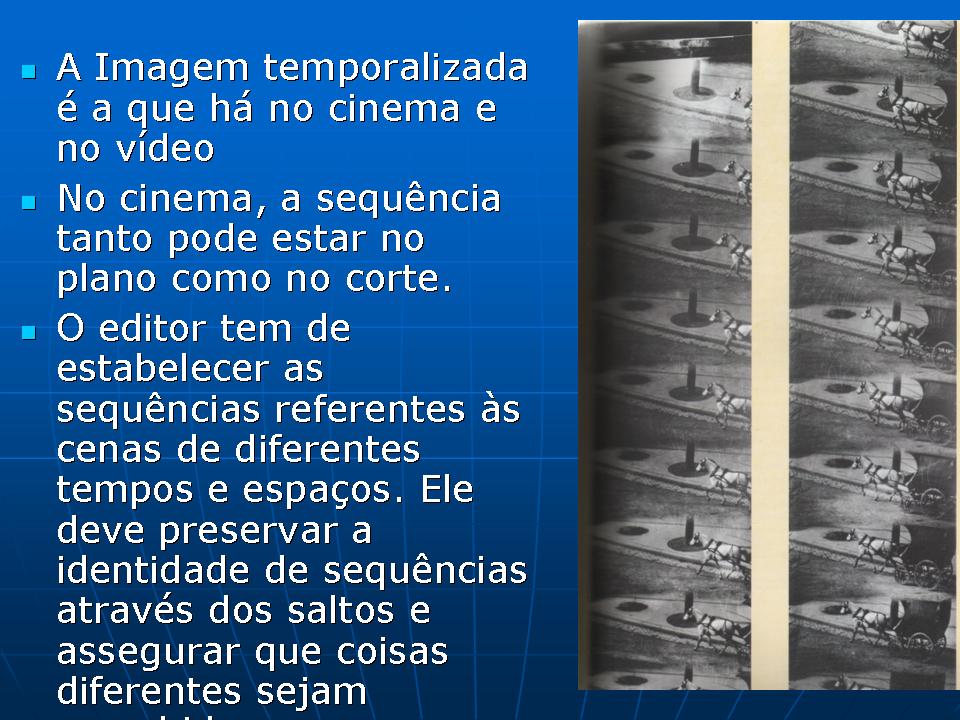 A Imagem temporalizada
é a que há no cinema e
no vídeo
No cinema, a sequência
tanto pode estar no
plano como no corte.
O editor tem de
estabelecer as
sequências referentes às
cenas de diferentes
tempos e espaços. Ele
deve preservar a
identidade de sequências
através dos saltos e
assegurar que coisas
diferentes sejam